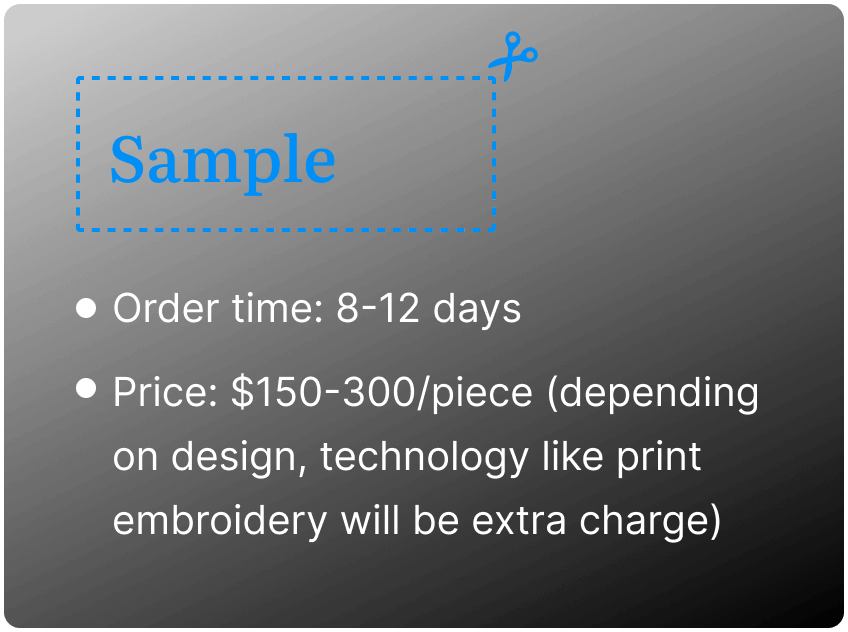 Sample
Order time: 8-12 days
Price: $150-300/piece (depending
on design, technology like print
embroidery will be extra charge)